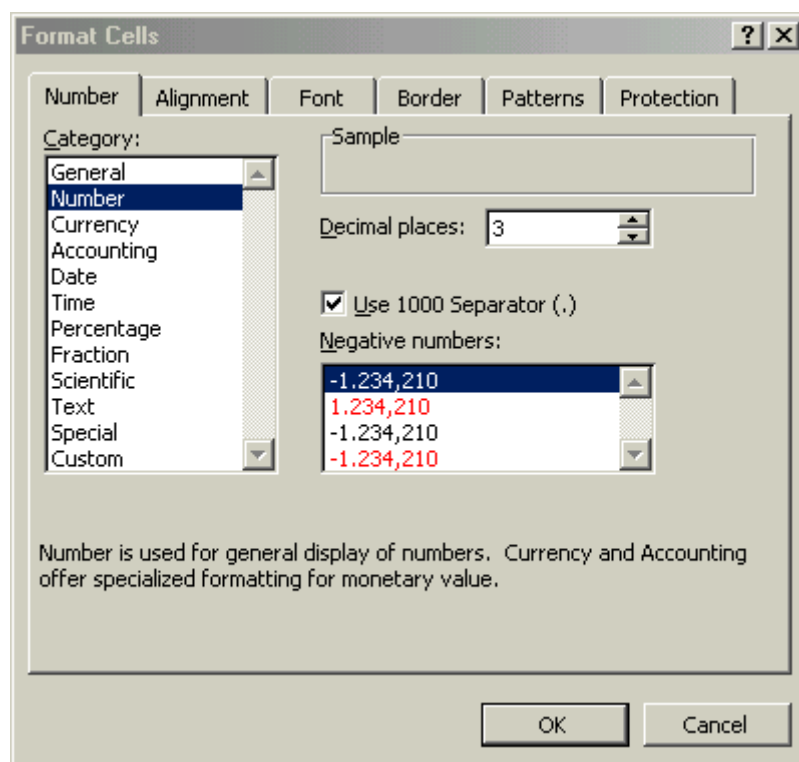 Format Cells
Number Alignment Font Border Patterns Protection
Category:
General
Number
Currency
Accounting
Date
Time
Percentage
Fraction
Scientific
Text
Special
Custom
Sample
Decimal places: 3
Use 1000 Separator (.)
Negative numbers:
-1.234,210
1.234,210
-1.234,210
-1.234,210
Number is used for general display of numbers. Currency and Accounting
offer specialized formatting for monetary value.
OK Cancel